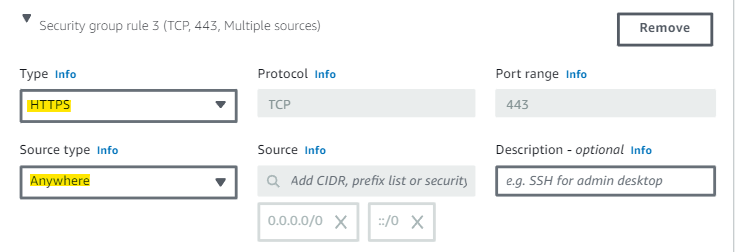 Security group rule 3 (TCP, 443, Multiple sources)
Remove
Type Info
Protocol Info
Port range Info
HTTPS
TCP
443
Source type Info
Source Info
Description - optional Info
Anywhere
Add CIDR, prefix list or security
e.g. SSH for admin desktop
0.0.0.0/0 X
::/0 X